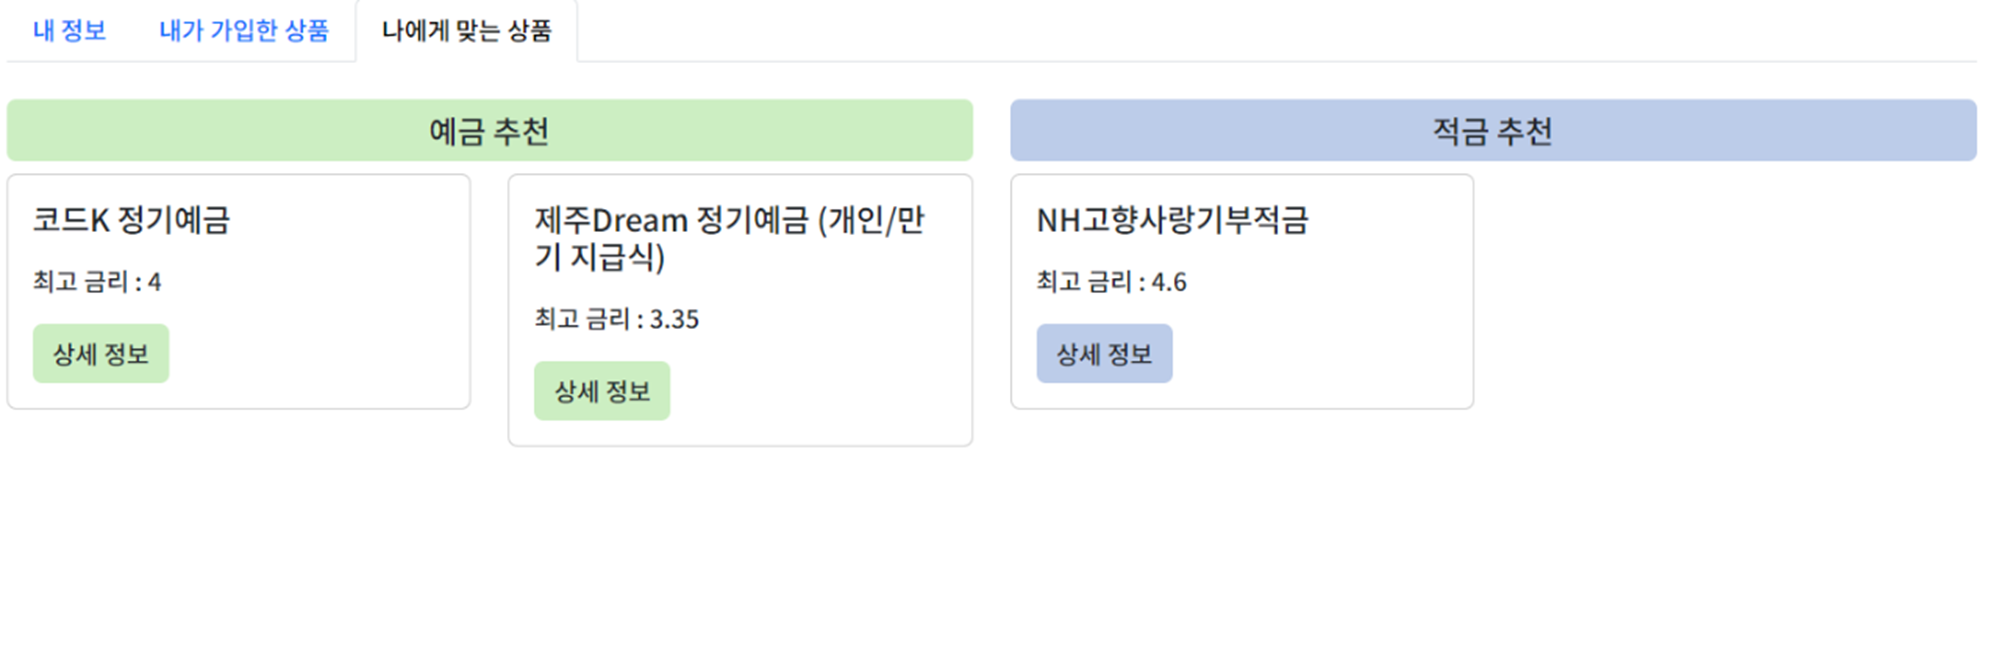 내 정보
내가 가입한 상품
나에게 맞는 상품
예금 추천
코드K 정기예금
최고 금리 : 4
상세 정보
제주Dream 정기예금 (개인/만
기 지급식)
최고 금리 : 3.35
상세 정보
적금 추천
NH고향사랑기부적금
최고 금리 : 4.6
상세 정보